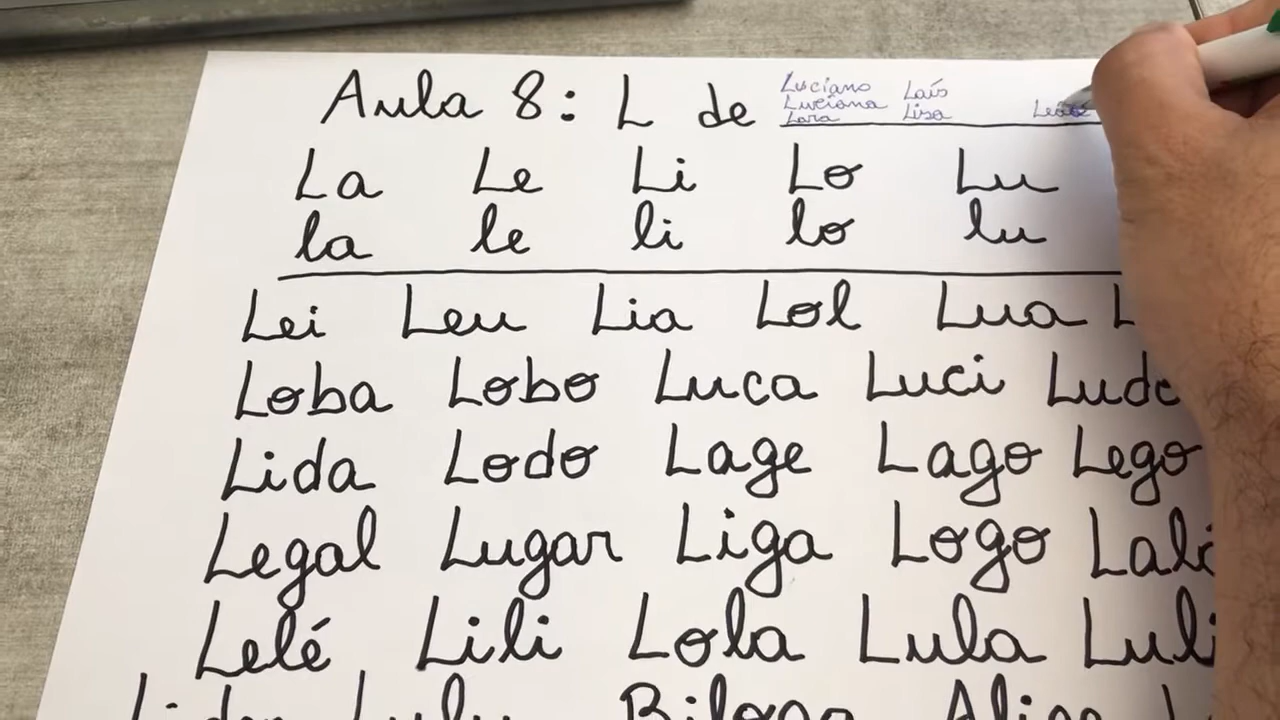 Aula 8: L de
Luciano Laís
Luciana Lisa
Lara
La Le Li Lo Lu
la le li lo lu
Lei Leu Lia Lol Lua
Loba Lobo Luca Luci
Lida Lodo Lage Lago Lego
Legal Lugar Liga Logo
Lelé Lili Lola Lula